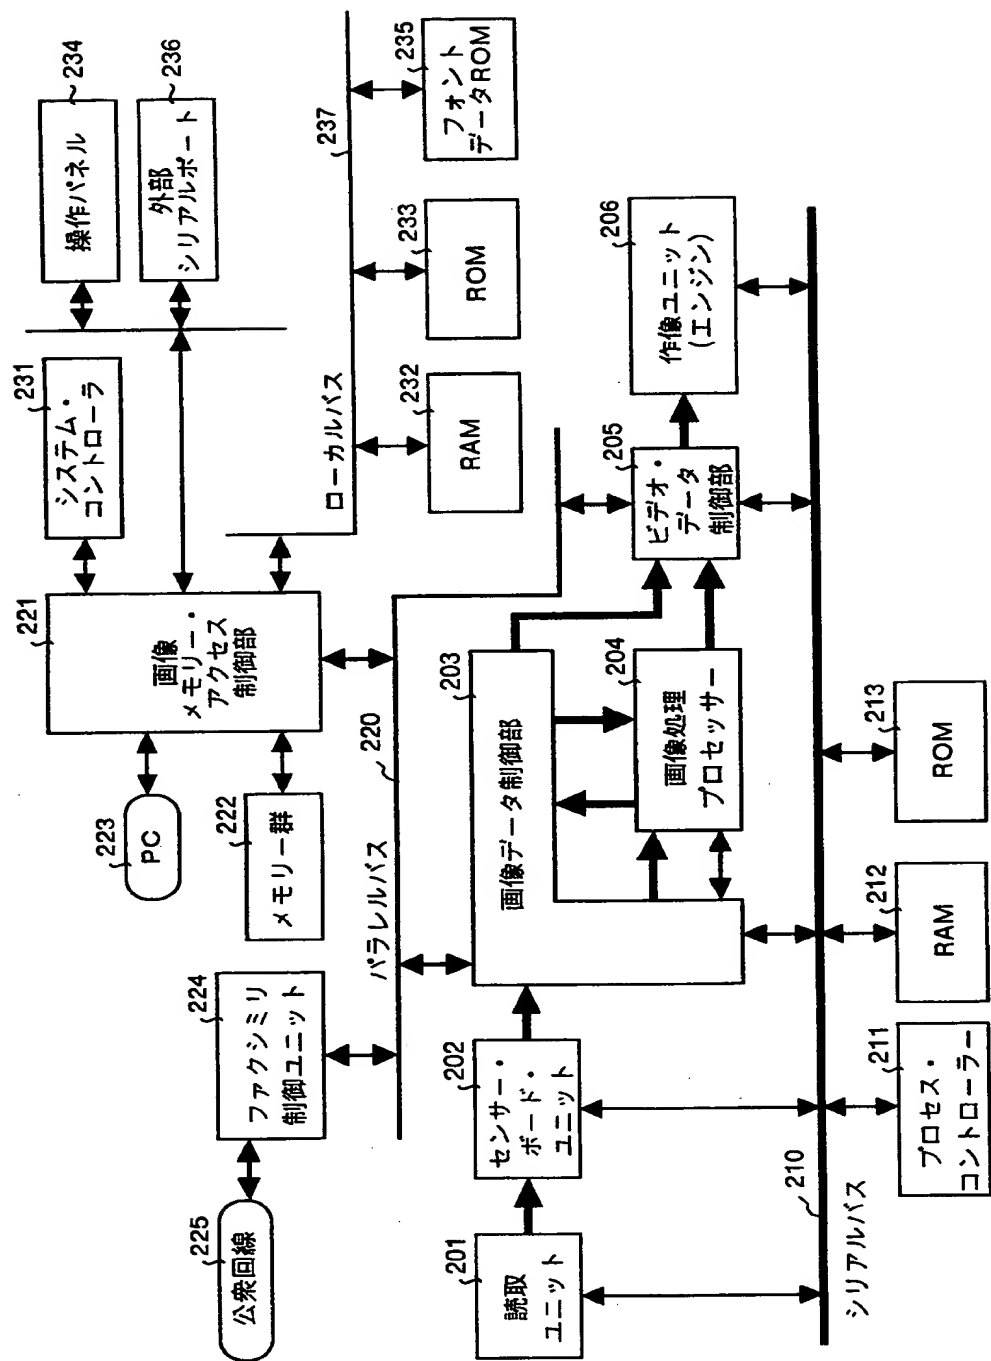 234
操作パネル
236
外部
シリアルポート
231
システム・
コントローラ
221
画像
メモリー・
アクセス
制御部
223
PC
222
メモリー群
224
ファクシミリ
制御ユニット
225
公衆回線
ローカルバス
237
232
RAM
233
ROM
235
フォント
データROM
パラレルバス
220
201
読取
ユニット
202
センサー・
ボード・
ユニット
203
画像データ制御部
204
画像処理
プロセッサー
205
ビデオ・
データ
制御部
206
作像ユニット
(エンジン)
210
シリアルバス
211
プロセス・
コントローラー
212
RAM
213
ROM